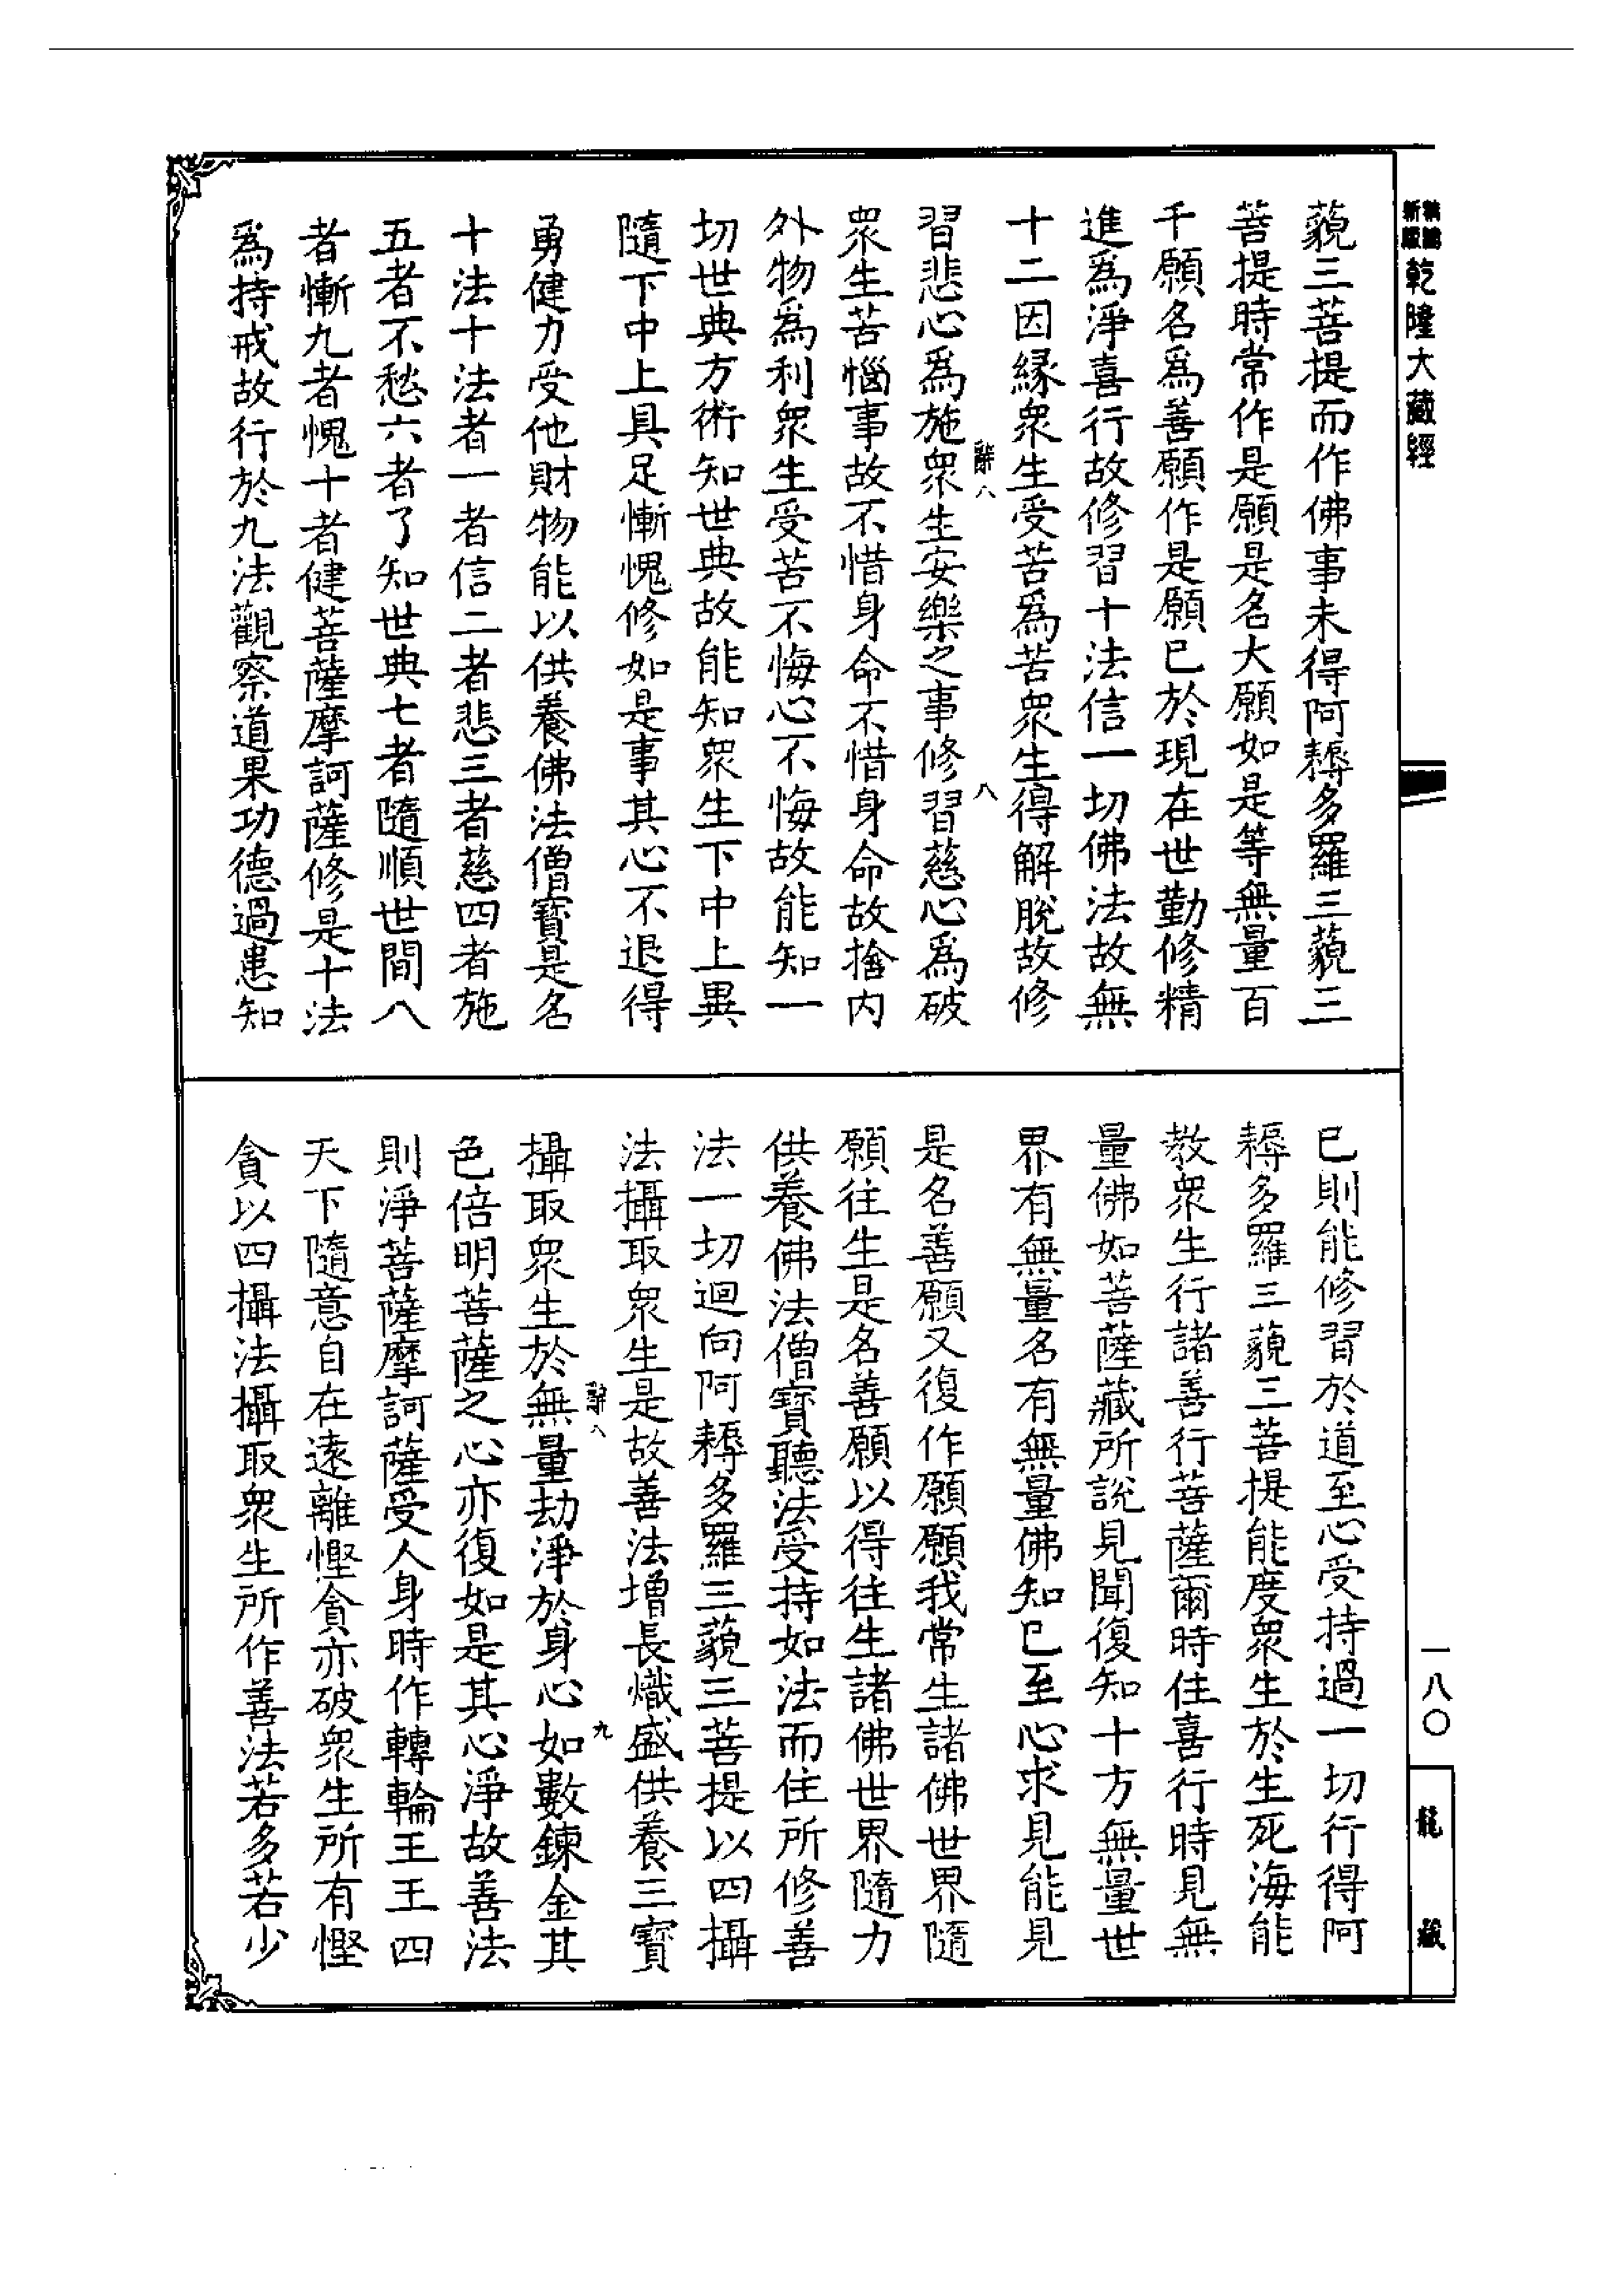 新編
縮版
乾隆大藏經
藐三菩提而作佛事未得阿耨多羅三藐三
菩提時常作是願是名大願如是等無量百
千願名爲善願作是願已於現在世勤修精
進爲淨喜行故修習十法信一切佛法故無
十二因緣衆生受苦爲苦衆生得解脫故修
辭八
八
習悲心爲施衆生安樂之事修習慈心爲破
衆生苦惱事故不惜身命不惜身命故捨內
外物爲利衆生受苦不悔心不悔故能知一
切世典方術知世典故能知衆生下中上異
隨下中上具足慚愧修如是事其心不退得
勇健力受他財物能以供養佛法僧寶是名
十法十法者一者信二者悲三者慈四者施
五者不愁六者了知世典七者隨順世間八
者慚九者愧十者健菩薩摩訶薩修是十法
爲持戒故行於九法觀察道果功德過患知
已則能修習於道至心受持過一切行得阿
耨多羅三藐三菩提能度衆生於生死海能
教衆生行諸善行菩薩爾時住喜行時見無
量佛如菩薩藏所說見聞復知十方無量世
界有無量名有無量佛知已至心求見能見
是名善願又復作願願我常生諸佛世界隨
願往生是名善願以得往生諸佛世界隨力
供養佛法僧寶聽法受持如法而住所修善
法一切迴向阿耨多羅三藐三菩提以四攝
法攝取衆生是故善法增長熾盛供養三寶
辭八
九
攝取衆生於無量劫淨於身心如數鍊金其
色倍明菩薩之心亦復如是其心淨故善法
則淨菩薩摩訶薩受人身時作轉輪王王四
天下隨意自在遠離慳貪亦破衆生所有慳
貪以四攝法攝取衆生所作善法若多若少
一八〇
龍藏